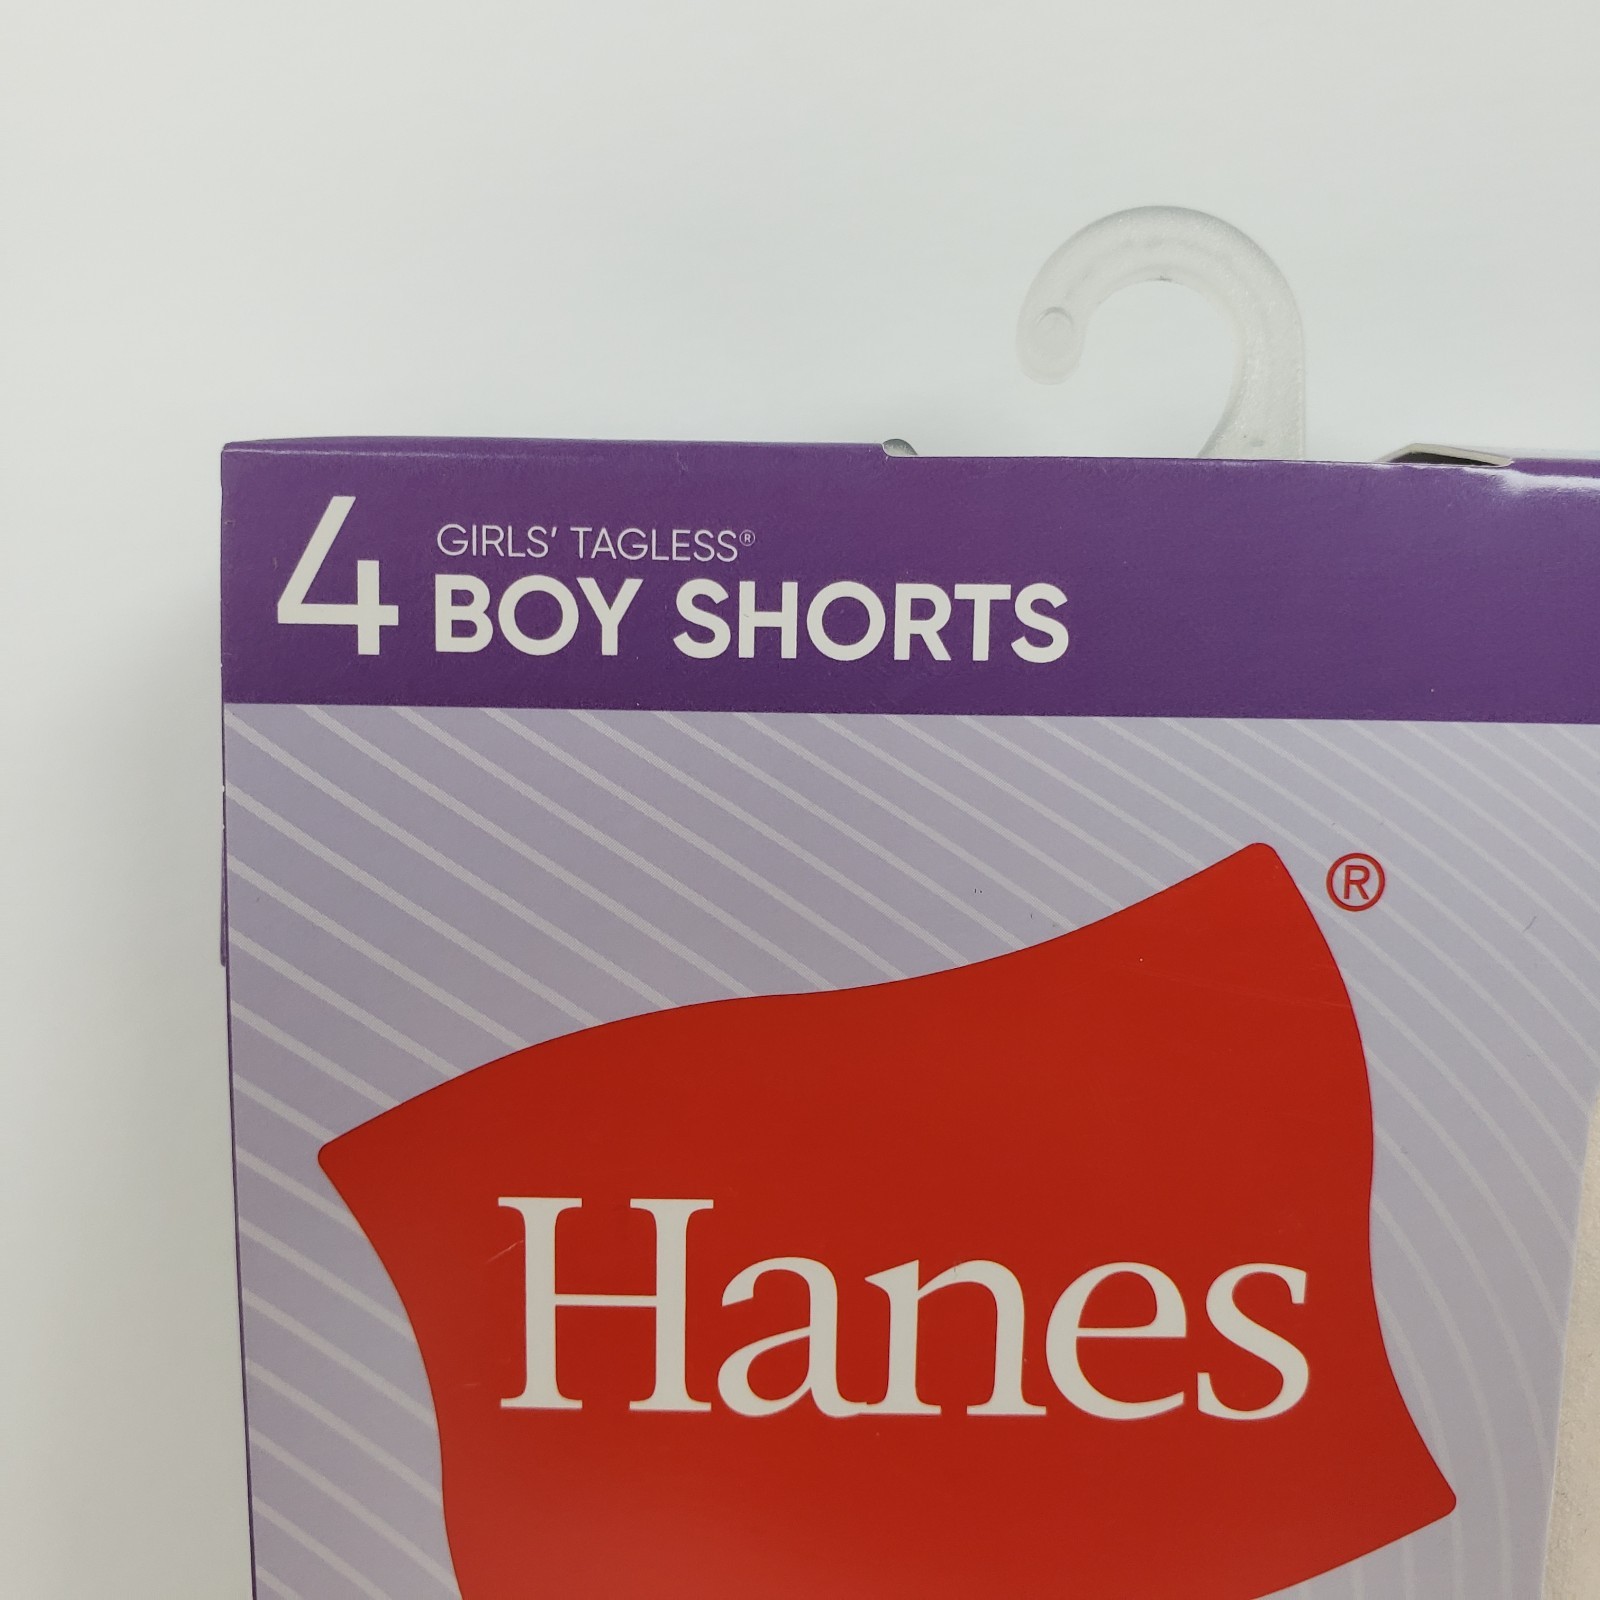 4 GIRLS' TAGLESS®
BOY SHORTS
®
Hanes